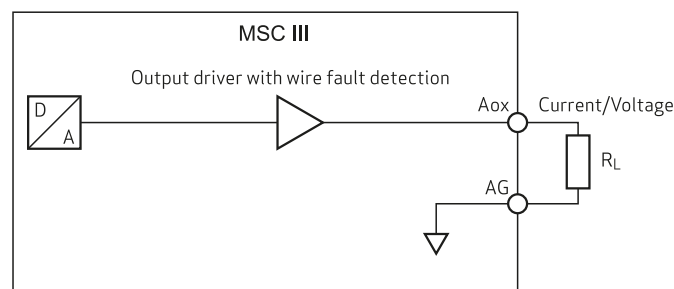 MSC III
Output driver with wire fault detection
D
A
Aox
Current/Voltage
RL
AG